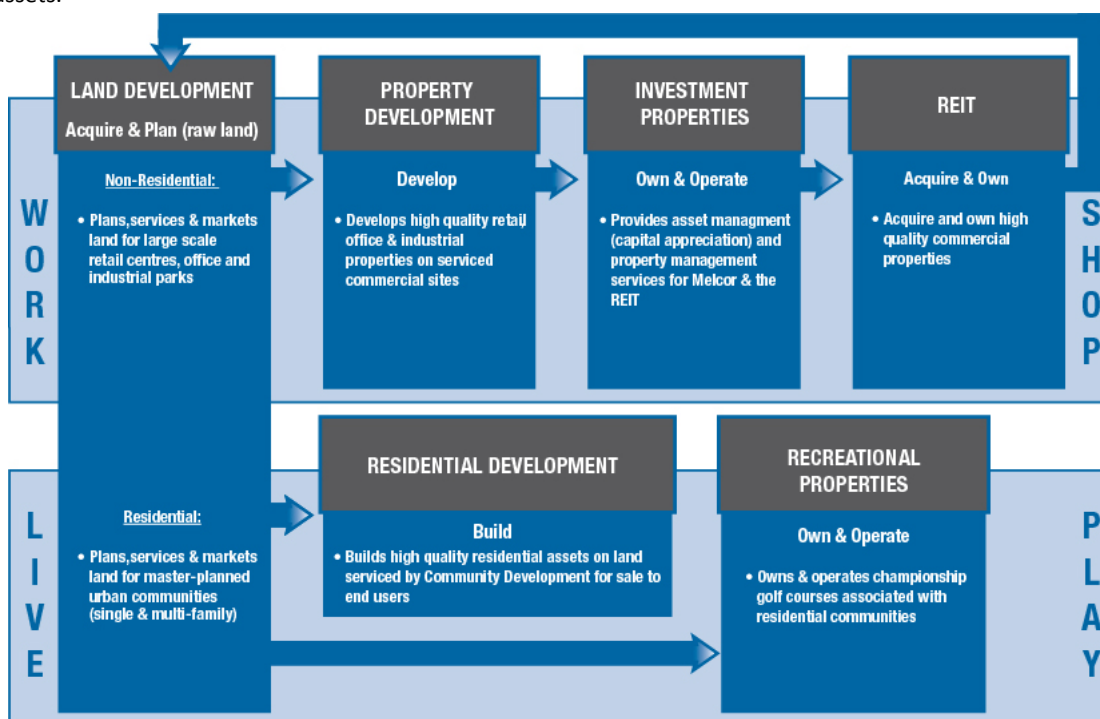 assets.
LAND DEVELOPMENT
Acquire & Plan (raw land)
PROPERTY
DEVELOPMENT
INVESTMENT
PROPERTIES
REIT
WORK
Non-Residential:
• Plans,services & markets
land for large scale
retail centres, office and
industrial parks
Develop
• Develops high quality retail,
office & industrial
properties on serviced
commercial sites
Own & Operate
• Provides asset managment
(capital appreciation) and
property management
services for Melcor & the
REIT
Acquire & Own
• Acquire and own high
quality commercial
properties
SHOP
LIVE
Residential:
• Plans,services & markets
land for master-planned
urban communities
(single & multi-family)
RESIDENTIAL DEVELOPMENT
Build
• Builds high quality residential assets on land
serviced by Community Development for sale to
end users
RECREATIONAL
PROPERTIES
Own & Operate
• Owns & operates championship
golf courses associated with
residential communities
PLAY